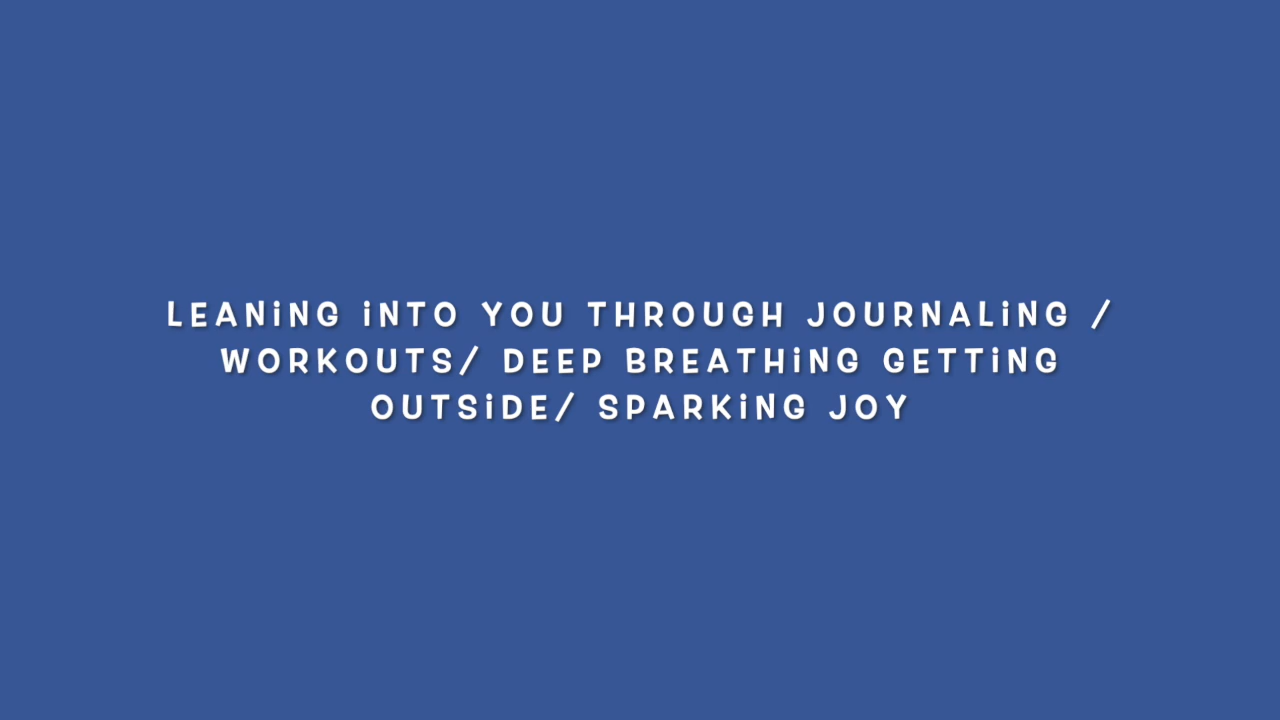 LEANiNG iNTO YOU THROUGH JOURNALiNG /
WORKOUTS/ DEEP BREATHiNG GETTiNG
OUTSiDE/ SPARKiNG JOY